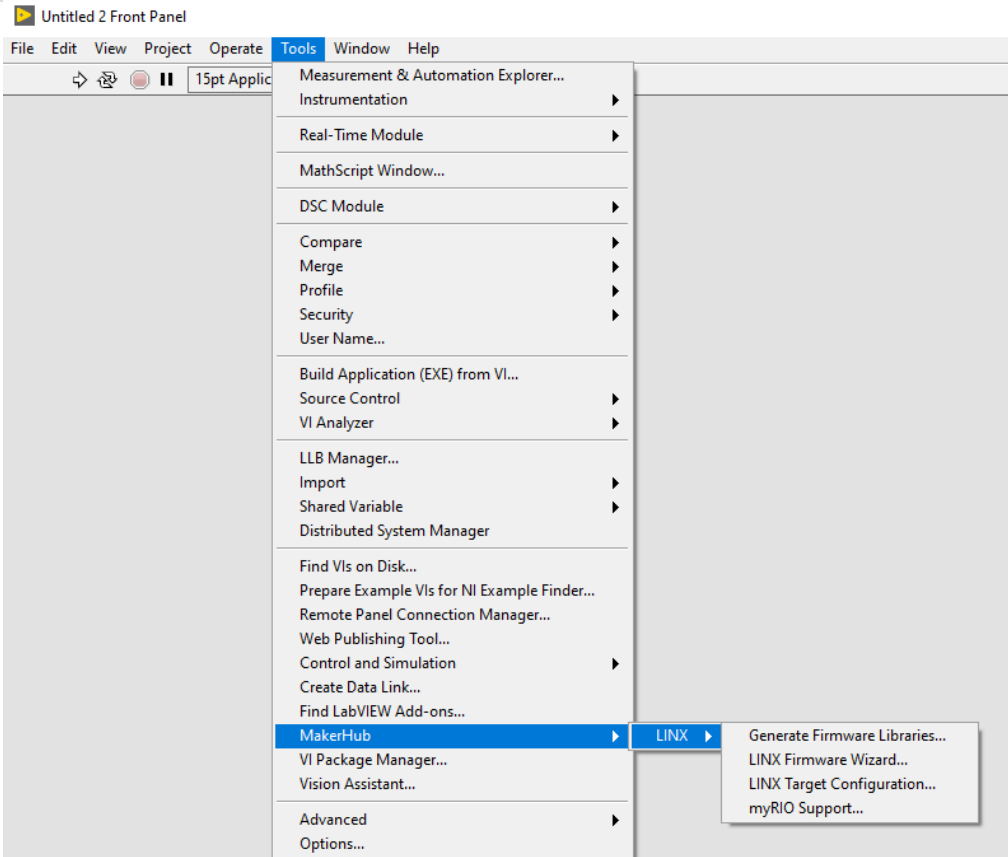 Untitled 2 Front Panel
File Edit View Project Operate Tools Window Help
15pt Applic
Measurement & Automation Explorer...
Instrumentation
Real-Time Module
MathScript Window...
DSC Module
Compare
Merge
Profile
Security
User Name...
Build Application (EXE) from VI...
Source Control
VI Analyzer
LLB Manager...
Import
Shared Variable
Distributed System Manager
Find VIs on Disk...
Prepare Example VIs for NI Example Finder...
Remote Panel Connection Manager...
Web Publishing Tool...
Control and Simulation
Create Data Link...
Find LabVIEW Add-ons...
MakerHub
VI Package Manager...
Vision Assistant...
Advanced
Options...
LINX
Generate Firmware Libraries...
LINX Firmware Wizard...
LINX Target Configuration...
myRIO Support...